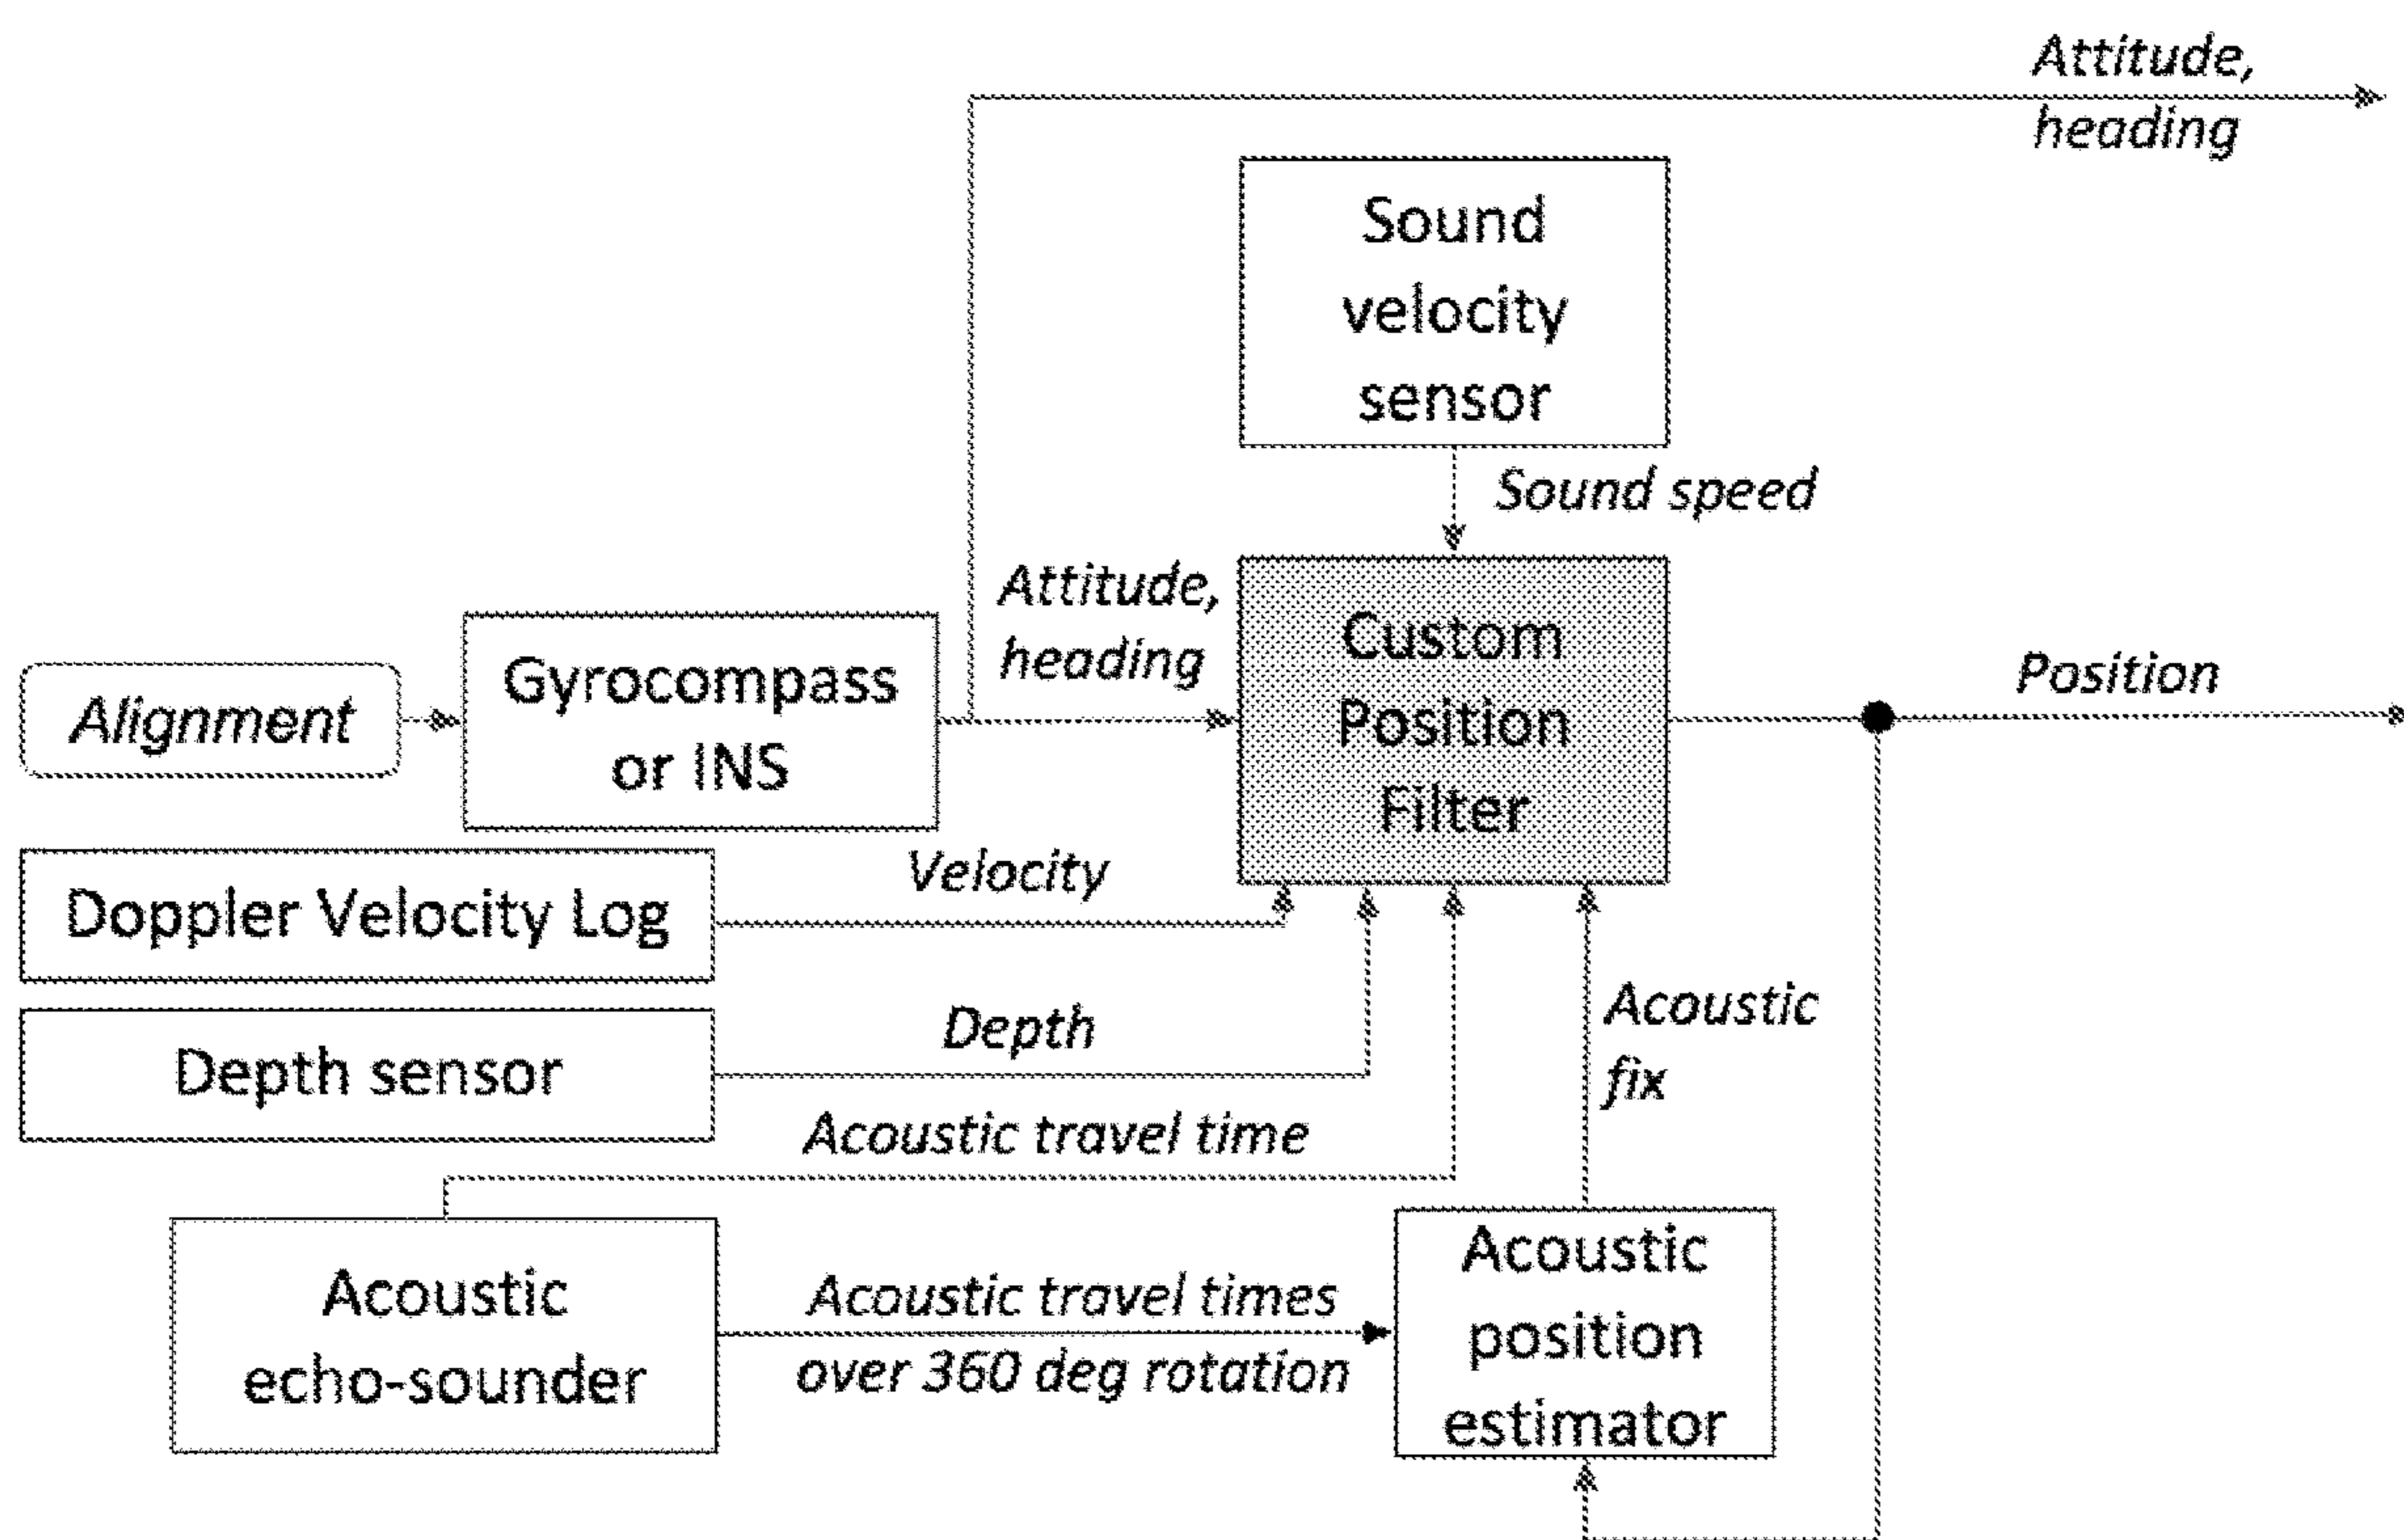 Attitude,
heading
Sound
velocity
sensor
Sound speed
Attitude,
heading
Custom
Position
Filter
Alignment
Gyrocompass
or INS
Position
Velocity
Doppler Velocity Log
Depth
Depth sensor
Acoustic
fix
Acoustic travel time
Acoustic
echo-sounder
Acoustic travel times
over 360 deg rotation
Acoustic
position
estimator